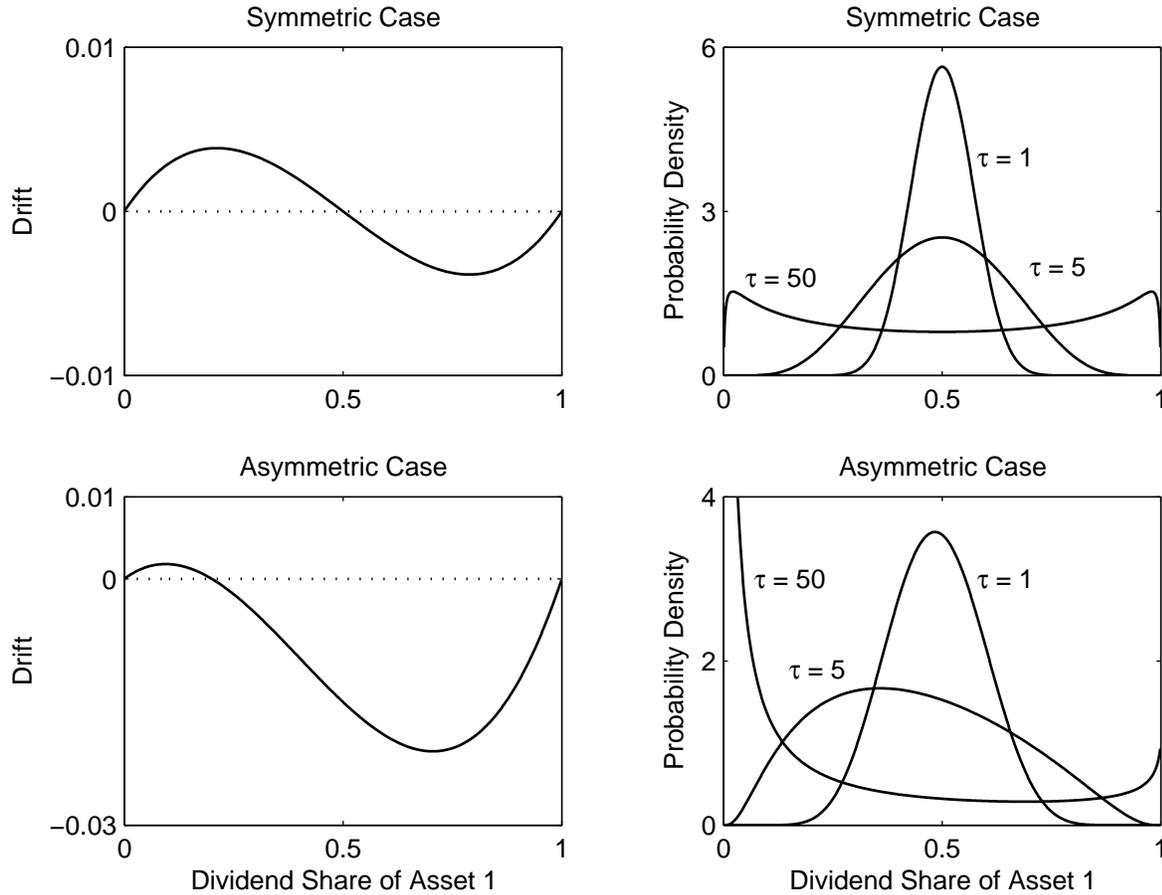 Symmetric Case
0.01
0
−0.01
Drift
0
0.5
1
Symmetric Case
6
3
0
Probability Density
τ = 1
τ = 5
τ = 50
0
0.5
1
Asymmetric Case
0.01
0
−0.03
Drift
0
0.5
1
Dividend Share of Asset 1
Asymmetric Case
4
2
0
Probability Density
τ = 50
τ = 1
τ = 5
0
0.5
1
Dividend Share of Asset 1